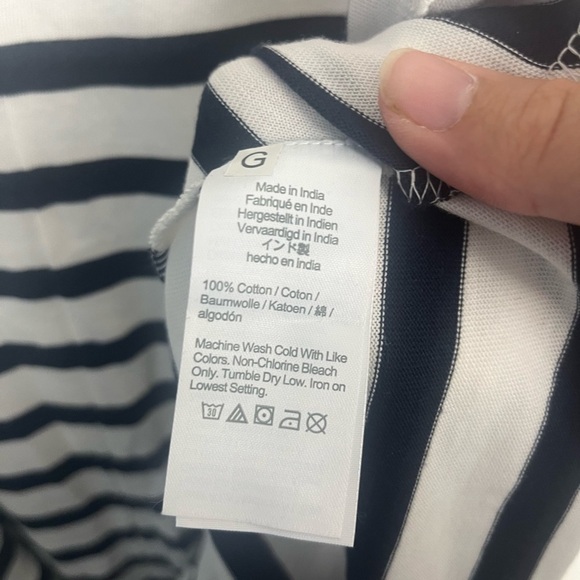 G
Made in India
Fabriqué en Inde
Hergestellt in Indien
Vervaardigd in India
インド製
hecho en india
100% Cotton / Coton /
Baumwolle / Katoen / 綿 /
algodón
Machine Wash Cold With Like
Colors. Non-Chlorine Bleach
Only. Tumble Dry Low. Iron on
Lowest Setting.
30